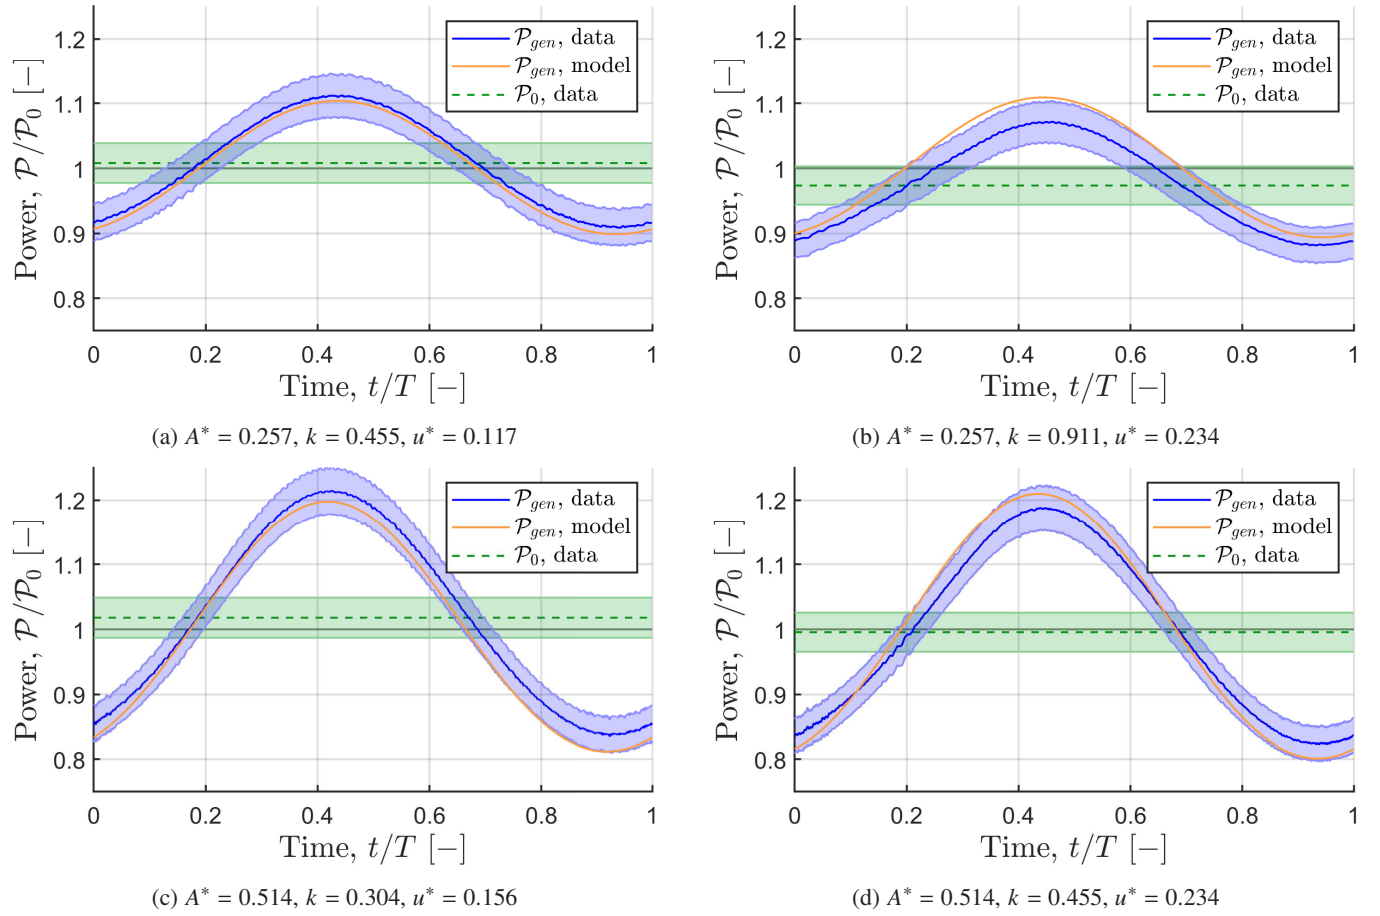 Power, 𝒫/𝒫₀ [−]
1.2
1.1
1
0.9
0.8
𝒫gen, data
𝒫gen, model
𝒫₀, data
0 0.2 0.4 0.6 0.8 1
Time, t/T [−]
(a) A* = 0.257, k = 0.455, u* = 0.117
Power, 𝒫/𝒫₀ [−]
1.2
1.1
1
0.9
0.8
𝒫gen, data
𝒫gen, model
𝒫₀, data
0 0.2 0.4 0.6 0.8 1
Time, t/T [−]
(b) A* = 0.257, k = 0.911, u* = 0.234
Power, 𝒫/𝒫₀ [−]
1.2
1.1
1
0.9
0.8
𝒫gen, data
𝒫gen, model
𝒫₀, data
0 0.2 0.4 0.6 0.8 1
Time, t/T [−]
(c) A* = 0.514, k = 0.304, u* = 0.156
Power, 𝒫/𝒫₀ [−]
1.2
1.1
1
0.9
0.8
𝒫gen, data
𝒫gen, model
𝒫₀, data
0 0.2 0.4 0.6 0.8 1
Time, t/T [−]
(d) A* = 0.514, k = 0.455, u* = 0.234